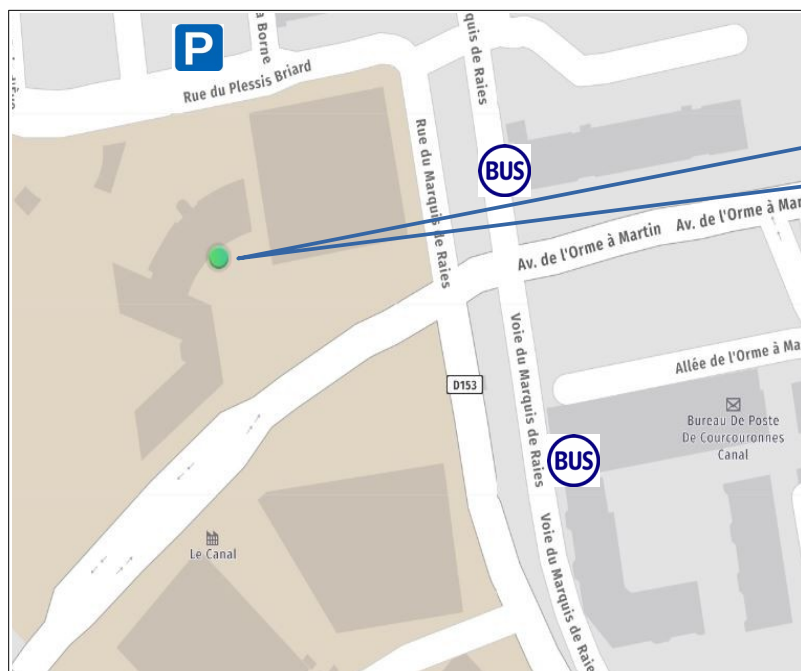 P
a Borne
Rue du Plessis Briard
quis de Raies
Rue du Marquis de Raies
BUS
Av. de l'Orme à Martin
Av. de l'Orme à Mar
Voie du Marquis de Raies
Allée de l'Orme à Ma
D153
Bureau De Poste
De Courcouronnes
Canal
BUS
Le Canal
Voie du Marquis de Raies